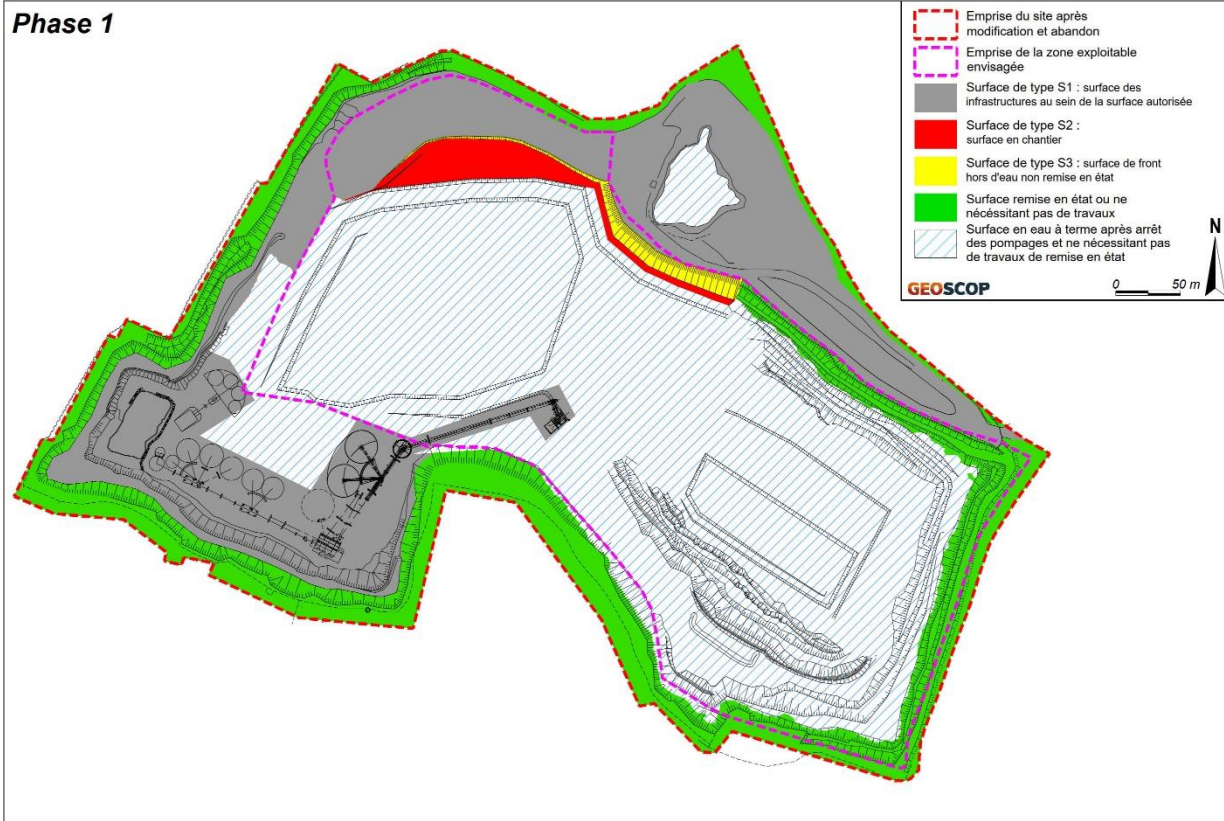 Phase 1
Emprise du site après
modification et abandon
Emprise de la zone exploitable
envisagée
Surface de type S1 : surface des
infrastructures au sein de la surface autorisée
Surface de type S2 :
surface en chantier
Surface de type S3 : surface de front
hors d'eau non remise en état
Surface remise en état ou ne
nécéssitant pas de travaux
Surface en eau à terme après arrêt
des pompages et ne nécessitant pas
de travaux de remise en état
N
GEOSCOP
0 50 m